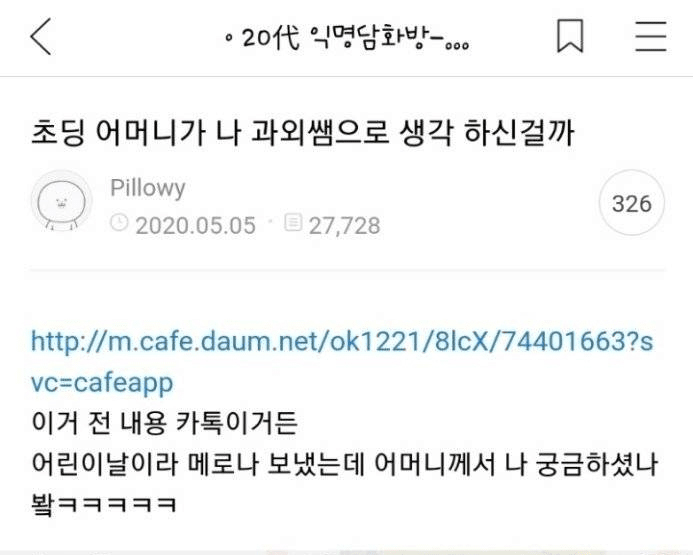 ◦ 20代 익명담화방-...
초딩 어머니가 나 과외쌤으로 생각 하신걸까
Pillowy
2020.05.05 · 27,728
326
http://m.cafe.daum.net/ok1221/8lcX/74401663?s
vc=cafeapp
이거 전 내용 카톡이거든
어린이날이라 메로나 보냈는데 어머니께서 나 궁금하셨나
봨ㅋㅋㅋㅋㅋ